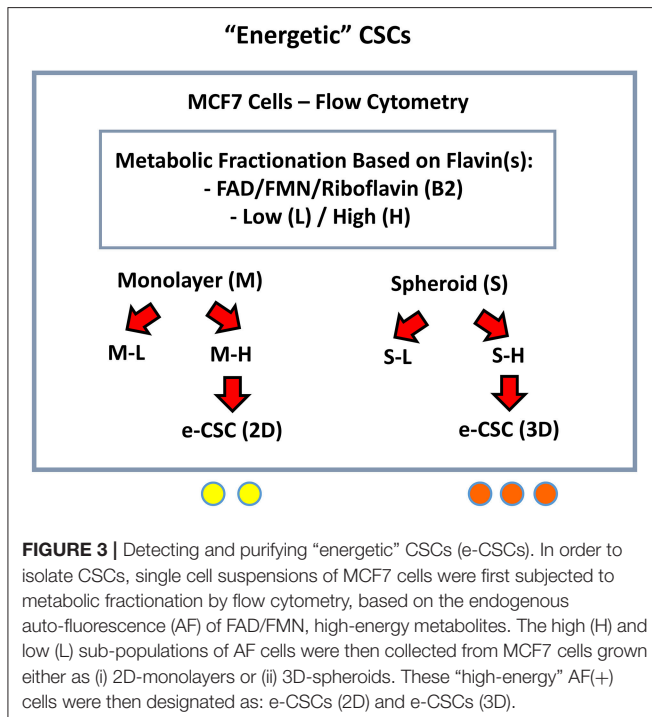 “Energetic” CSCs
MCF7 Cells – Flow Cytometry
Metabolic Fractionation Based on Flavin(s):
- FAD/FMN/Riboflavin (B2)
- Low (L) / High (H)
Monolayer (M) Spheroid (S)
M-L M-H S-L S-H
e-CSC (2D) e-CSC (3D)
FIGURE 3 | Detecting and purifying “energetic” CSCs (e-CSCs). In order to
isolate CSCs, single cell suspensions of MCF7 cells were first subjected to
metabolic fractionation by flow cytometry, based on the endogenous
auto-fluorescence (AF) of FAD/FMN, high-energy metabolites. The high (H) and
low (L) sub-populations of AF cells were then collected from MCF7 cells grown
either as (i) 2D-monolayers or (ii) 3D-spheroids. These “high-energy” AF(+)
cells were then designated as: e-CSCs (2D) and e-CSCs (3D).